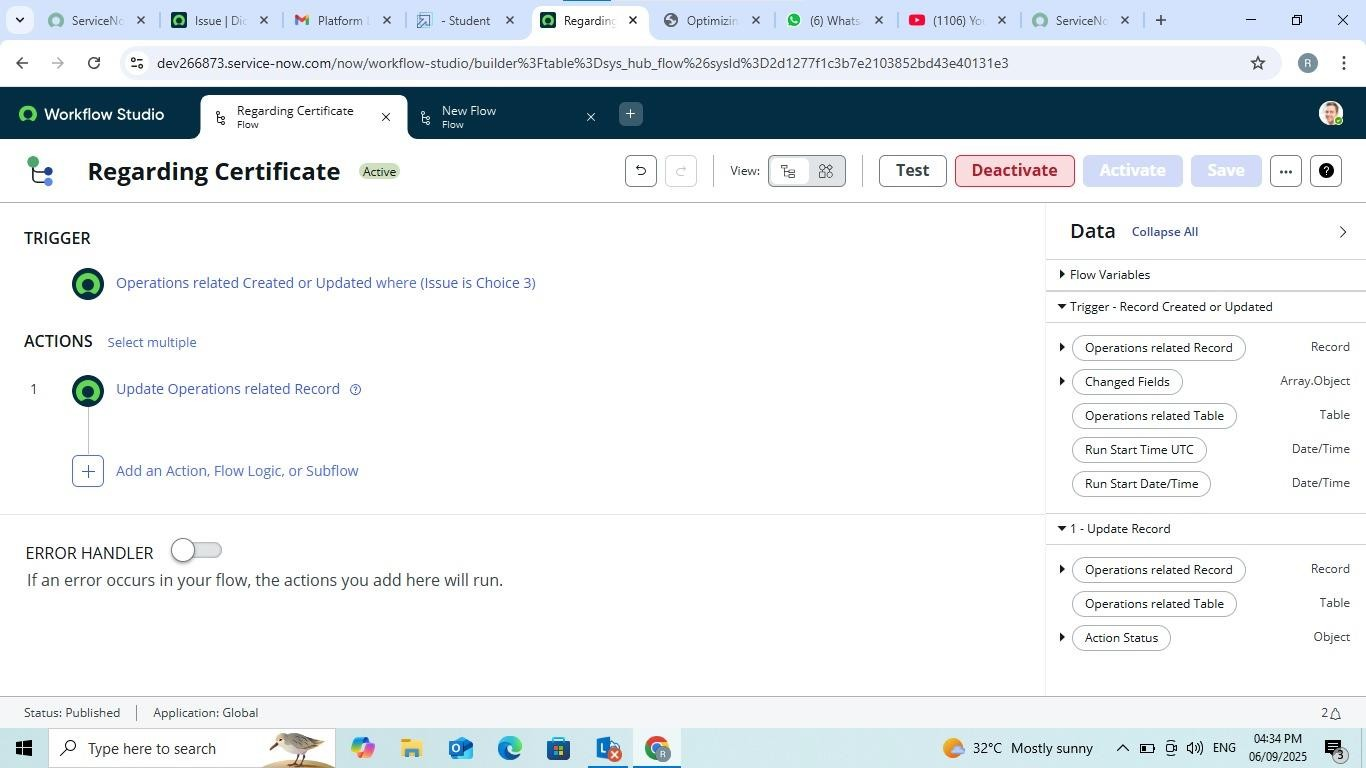 ServiceNo
Issue | Dic
Platform L
- Student
Regarding
Optimizin
(6) Whats
(1106) Yo
ServiceNo
dev266873.service-now.com/now/workflow-studio/builder%3Ftable%3Dsys_hub_flow%26sysId%3D2d1277f1c3b7e2103852bd43e40131e3
R
Workflow Studio
Regarding Certificate
Flow
New Flow
Flow
Regarding Certificate
Active
View:
Test
Deactivate
Activate
Save
TRIGGER
Operations related Created or Updated where (Issue is Choice 3)
ACTIONS Select multiple
1 Update Operations related Record
Add an Action, Flow Logic, or Subflow
ERROR HANDLER
If an error occurs in your flow, the actions you add here will run.
Data Collapse All
Flow Variables
Trigger - Record Created or Updated
Operations related Record Record
Changed Fields Array.Object
Operations related Table Table
Run Start Time UTC Date/Time
Run Start Date/Time Date/Time
1 - Update Record
Operations related Record Record
Operations related Table Table
Action Status Object
Status: Published Application: Global
2
Type here to search
32°C Mostly sunny
ENG
04:34 PM
06/09/2025
3